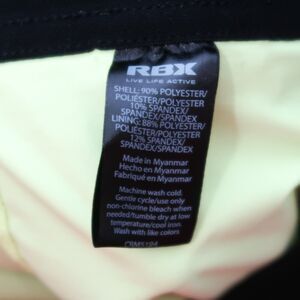 RBX
LIVE LIFE ACTIVE
SHELL: 90% POLYESTER/
POLIÉSTER/POLYESTER
10% SPANDEX/
SPANDEX/SPANDEX
LINING: 88% POLYESTER/
POLIÉSTER/POLYESTER
12% SPANDEX/
SPANDEX/SPANDEX
Made in Myanmar
Hecho en Myanmar
Fabriqué en Myanmar
Machine wash cold.
Gentle cycle/use only
non-chlorine bleach when
needed/tumble dry at low
temperature/cool iron.
Wash with like colors